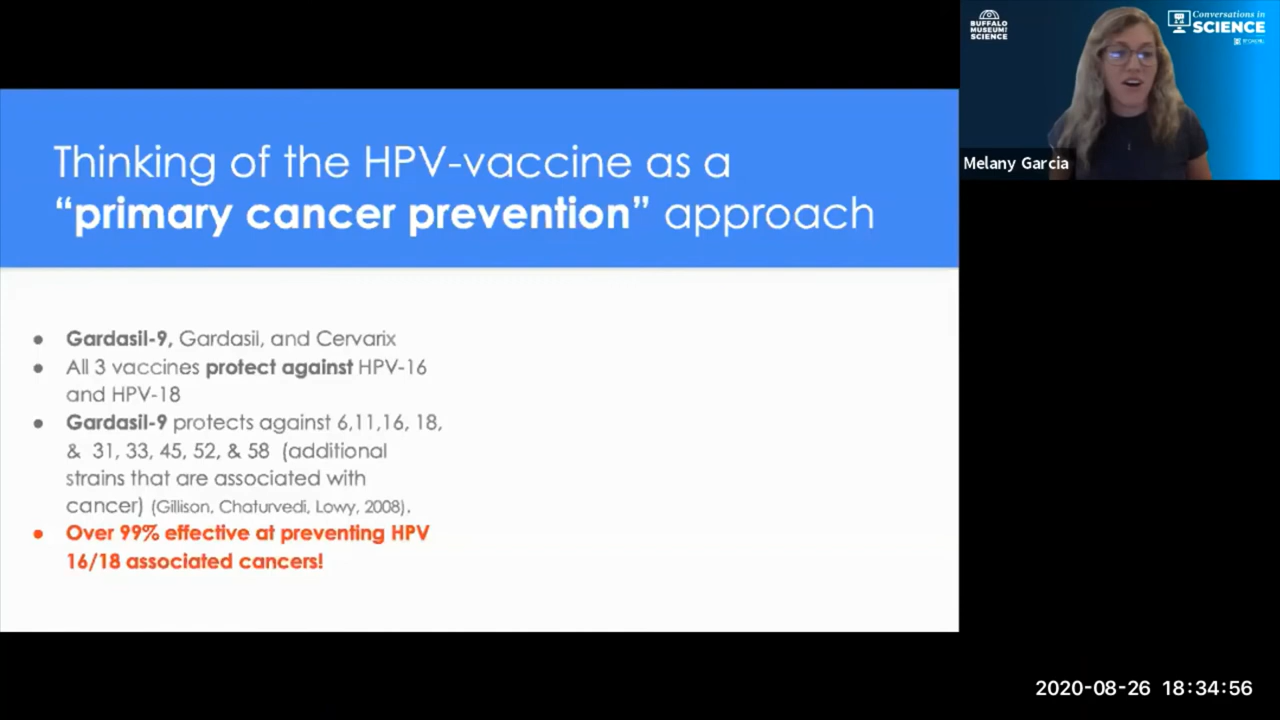 Thinking of the HPV-vaccine as a
“primary cancer prevention” approach
● Gardasil-9, Gardasil, and Cervarix
● All 3 vaccines protect against HPV-16
and HPV-18
● Gardasil-9 protects against 6,11,16, 18,
& 31, 33, 45, 52, & 58 (additional
strains that are associated with
cancer) (Gillison, Chaturvedi, Lowy, 2008).
● Over 99% effective at preventing HPV
16/18 associated cancers!
BUFFALO
MUSEUM OF
SCIENCE
Conversations in
SCIENCE
Melany Garcia
2020-08-26 18:34:56